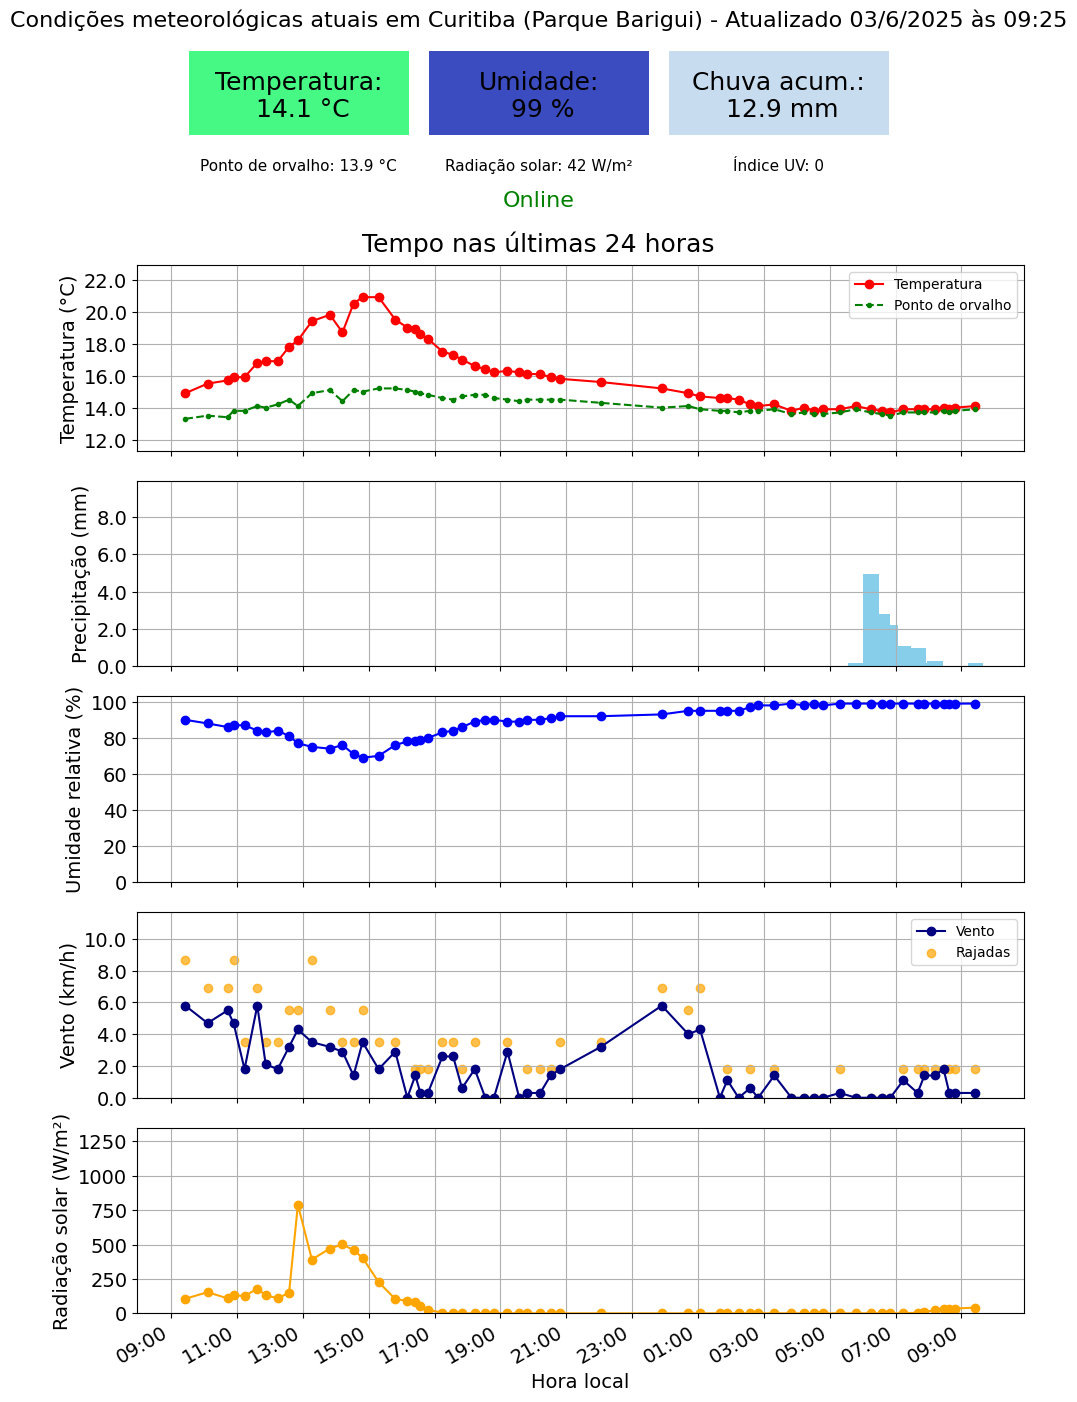 Condições meteorológicas atuais em Curitiba (Parque Barigui) - Atualizado 03/6/2025 às 09:25
Temperatura:
14.1 °C
Umidade:
99 %
Chuva acum.:
12.9 mm
Ponto de orvalho: 13.9 °C
Radiação solar: 42 W/m²
Índice UV: 0
Online
Tempo nas últimas 24 horas
Temperatura (°C)
22.0
20.0
18.0
16.0
14.0
12.0
Temperatura
Ponto de orvalho
Precipitação (mm)
8.0
6.0
4.0
2.0
0.0
Umidade relativa (%)
100
80
60
40
20
0
Vento (km/h)
10.0
8.0
6.0
4.0
2.0
0.0
Vento
Rajadas
Radiação solar (W/m²)
1250
1000
750
500
250
0
09:00
11:00
13:00
15:00
17:00
19:00
21:00
23:00
01:00
03:00
05:00
07:00
09:00
Hora local